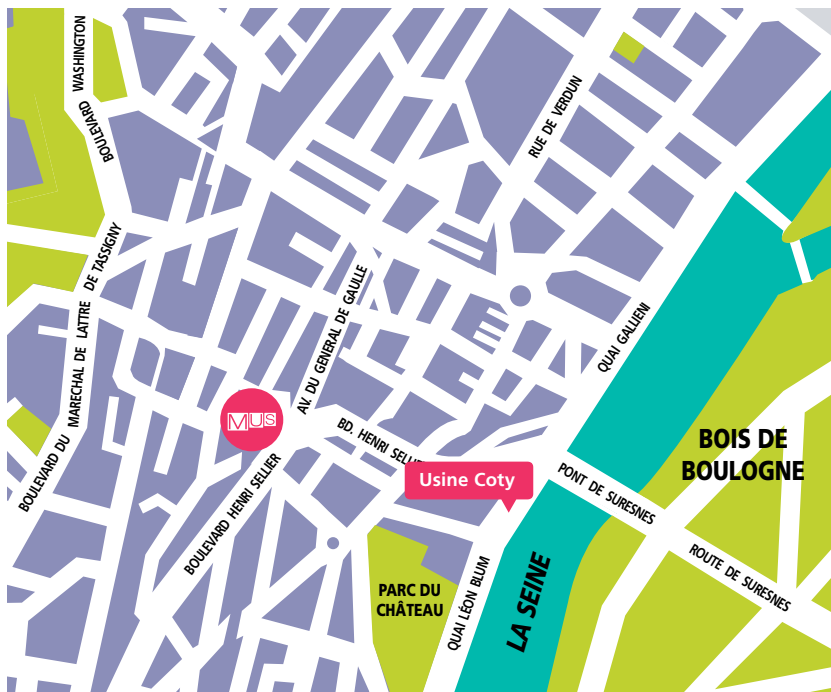 BOULEVARD WASHINGTON
RUE DE VERDUN
BOULEVARD DU MARECHAL DE LATTRE DE TASSIGNY
AV. DU GENERAL DE GAULLE
QUAI GALLIENI
MUS
BD. HENRI SELLIER
BOIS DE
BOULOGNE
BOULEVARD HENRI SELLIER
Usine Coty
PONT DE SURESNES
ROUTE DE SURESNES
PARC DU
CHÂTEAU
QUAI LÉON BLUM
LA SEINE